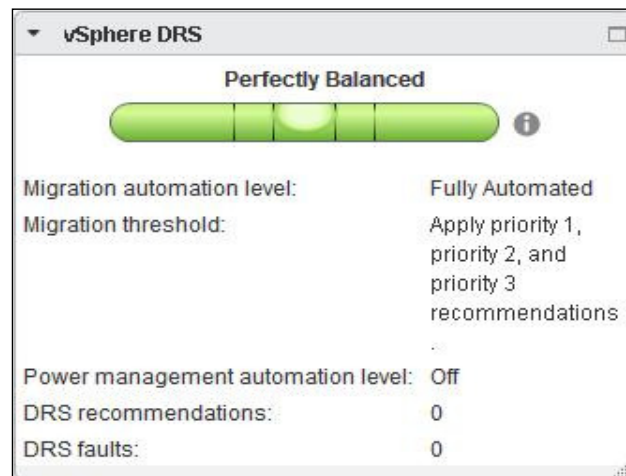 vSphere DRS
Perfectly Balanced
Migration automation level: Fully Automated
Migration threshold: Apply priority 1,
priority 2, and
priority 3
recommendations
.
Power management automation level: Off
DRS recommendations: 0
DRS faults: 0